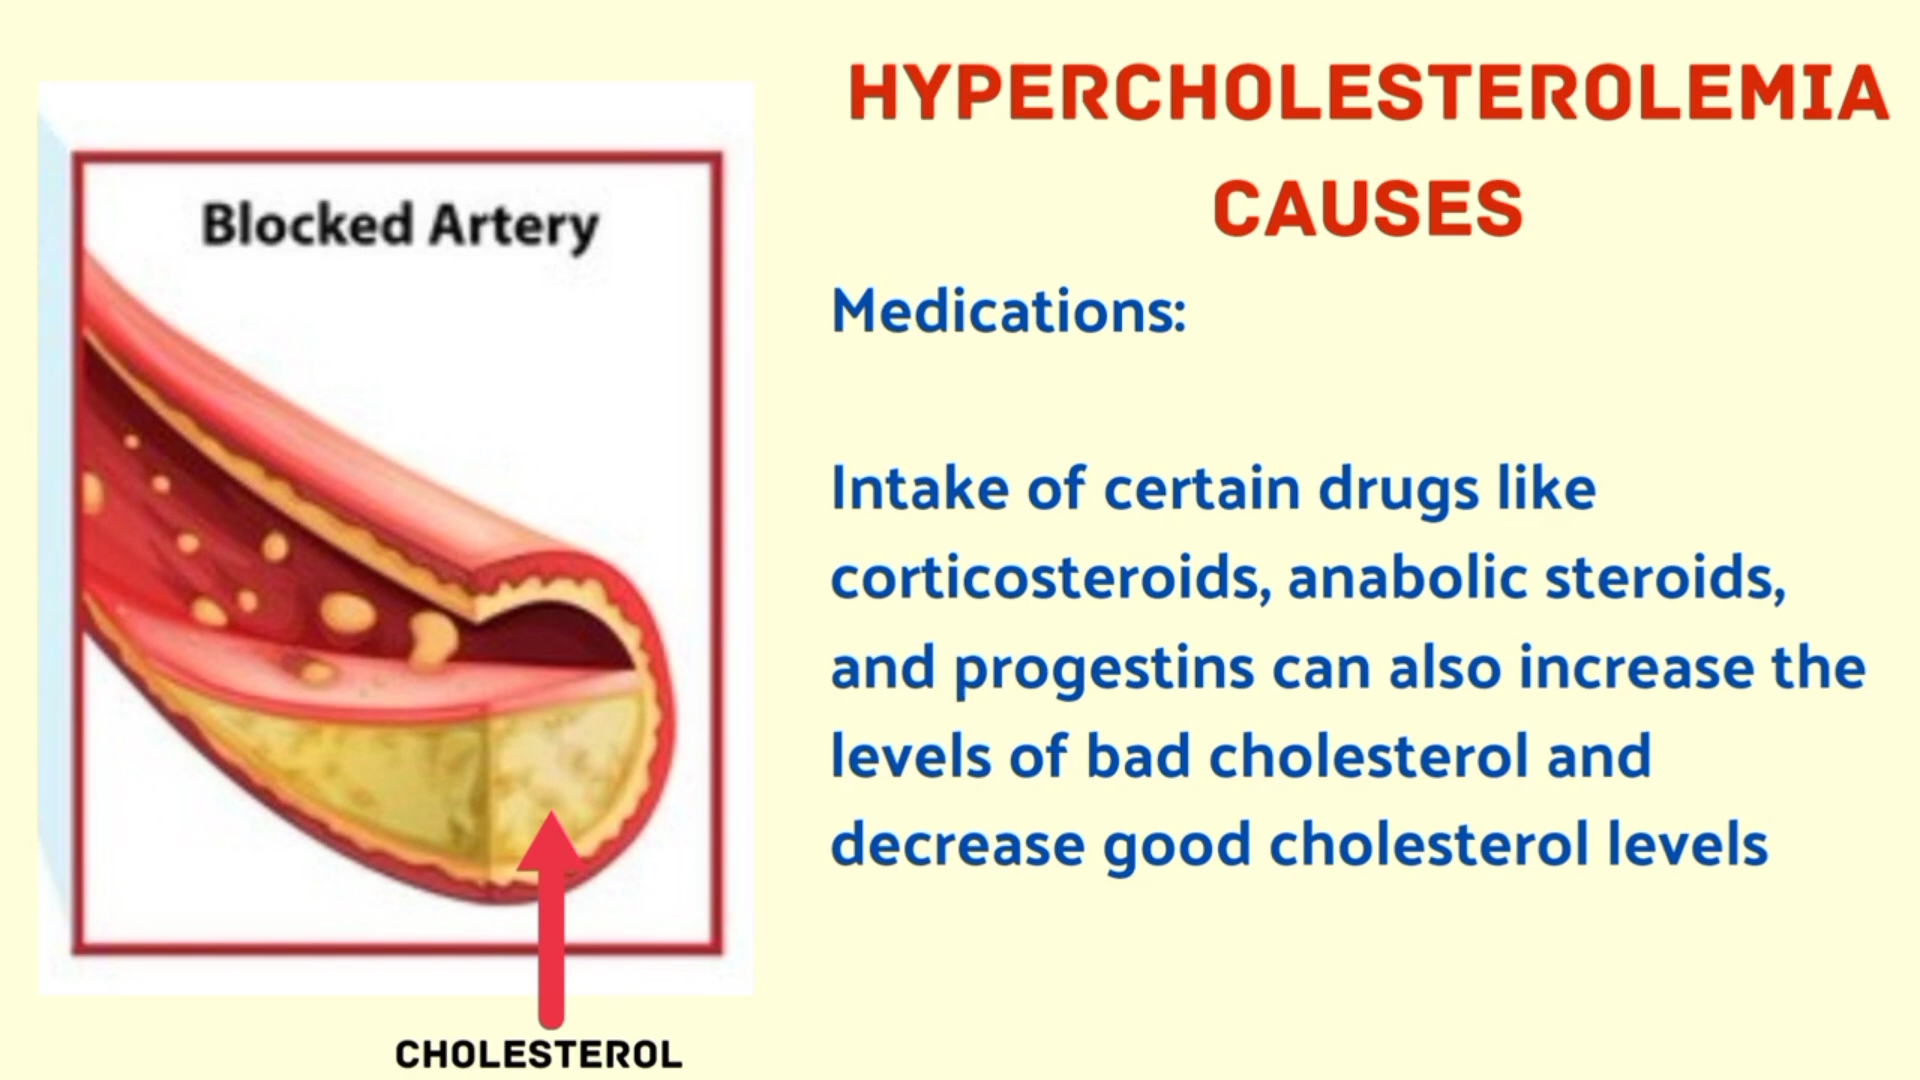 HYPERCHOLESTEROLEMIA
CAUSES
Blocked Artery
Medications:
Intake of certain drugs like
corticosteroids, anabolic steroids,
and progestins can also increase the
levels of bad cholesterol and
decrease good cholesterol levels
CHOLESTEROL